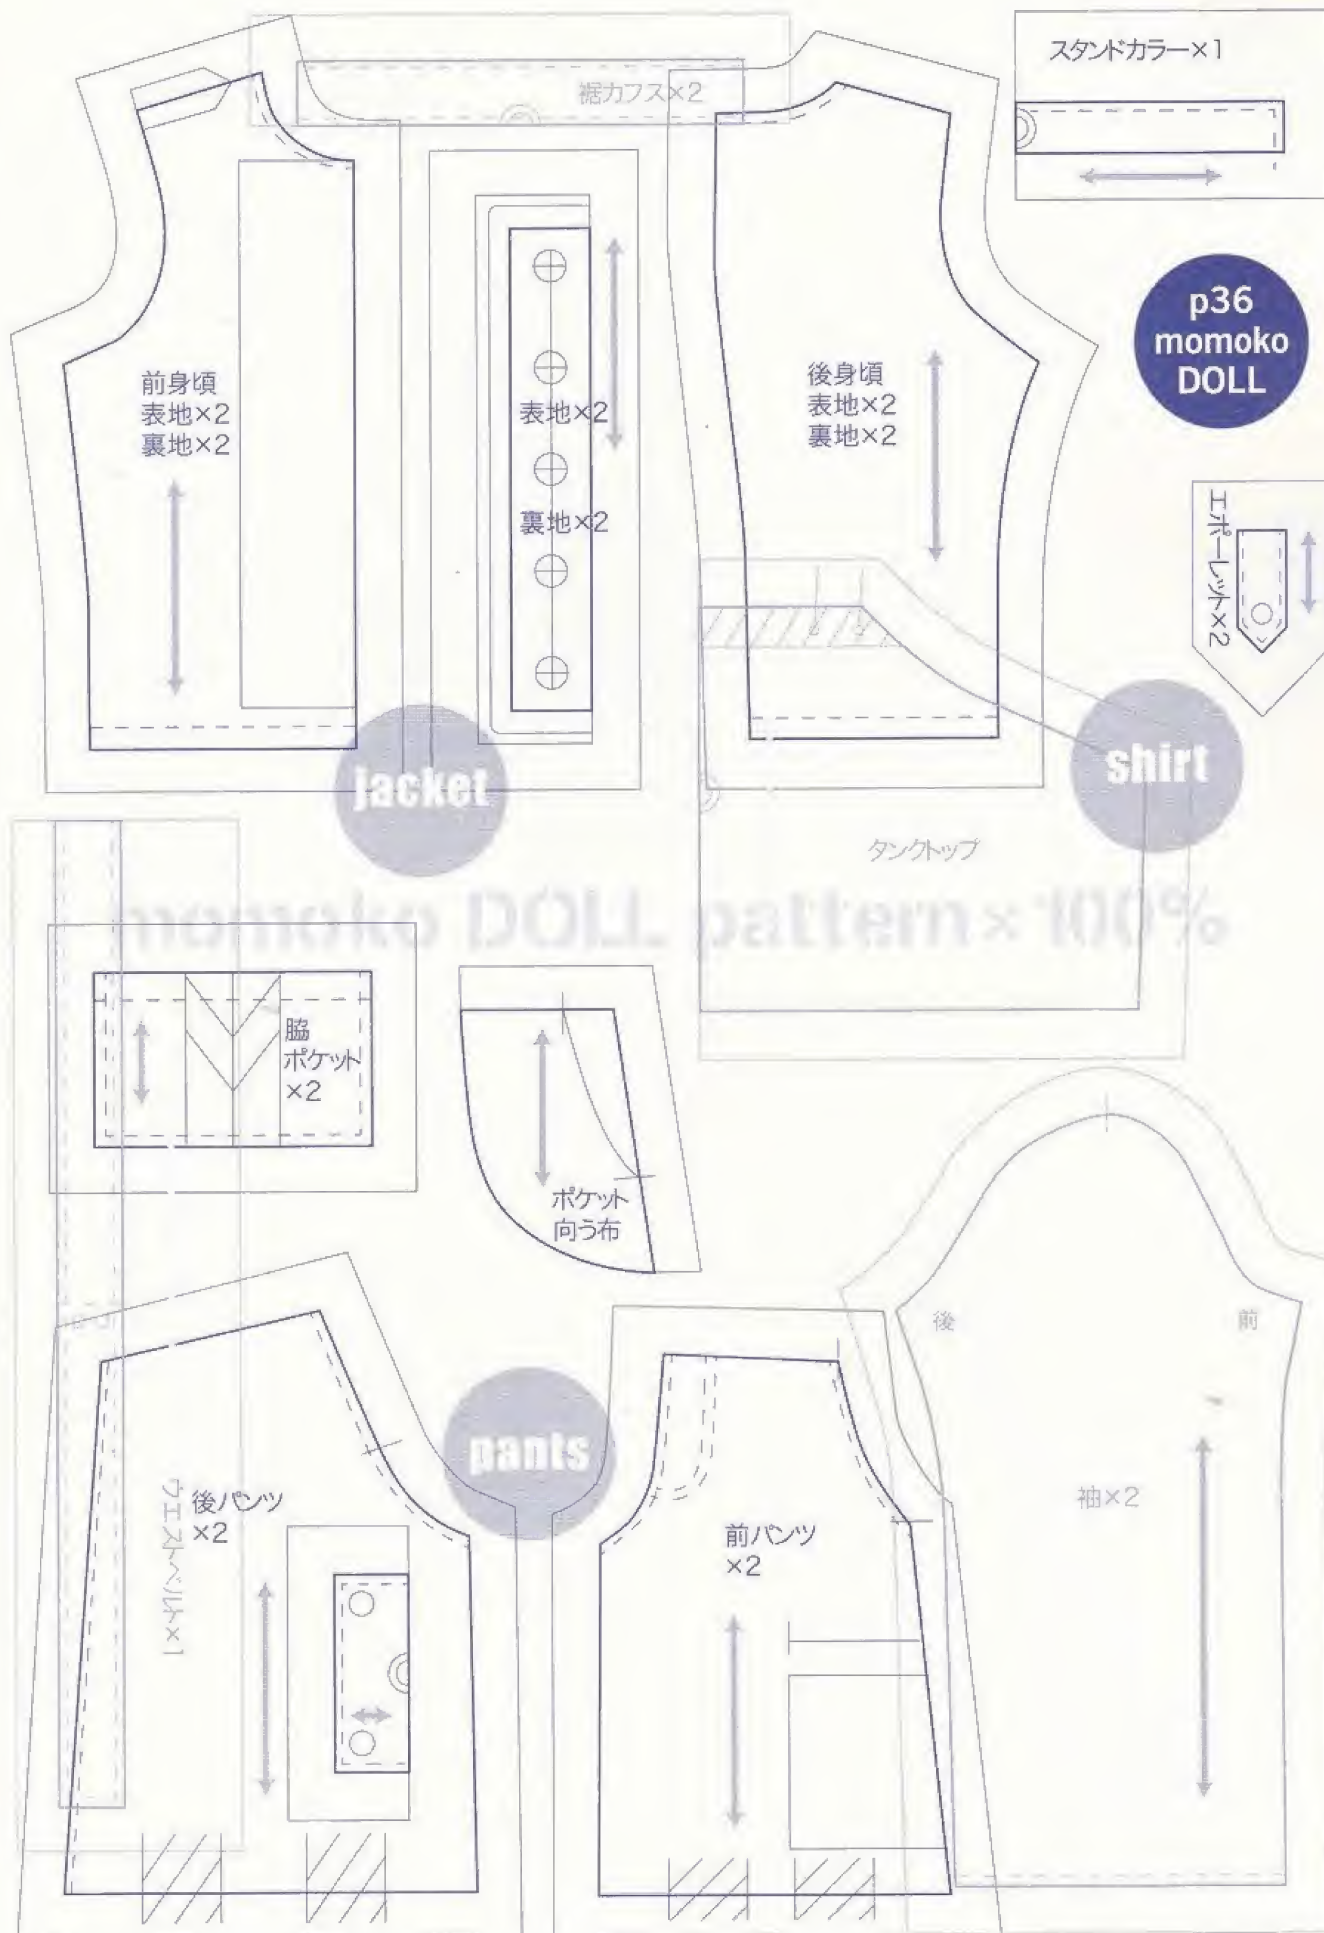 スタンドカラー×1
裾カフス×2
p36
momoko
DOLL
前身頃
表地×2
裏地×2
表地×2
裏地×2
後身頃
表地×2
裏地×2
エポーレット×2
jacket
shirt
タンクトップ
momoko DOLL pattern×100%
脇
ポケット
×2
ポケット
向う布
後
前
pants
ウエストベルト×1
後パンツ
×2
前パンツ
×2
袖×2